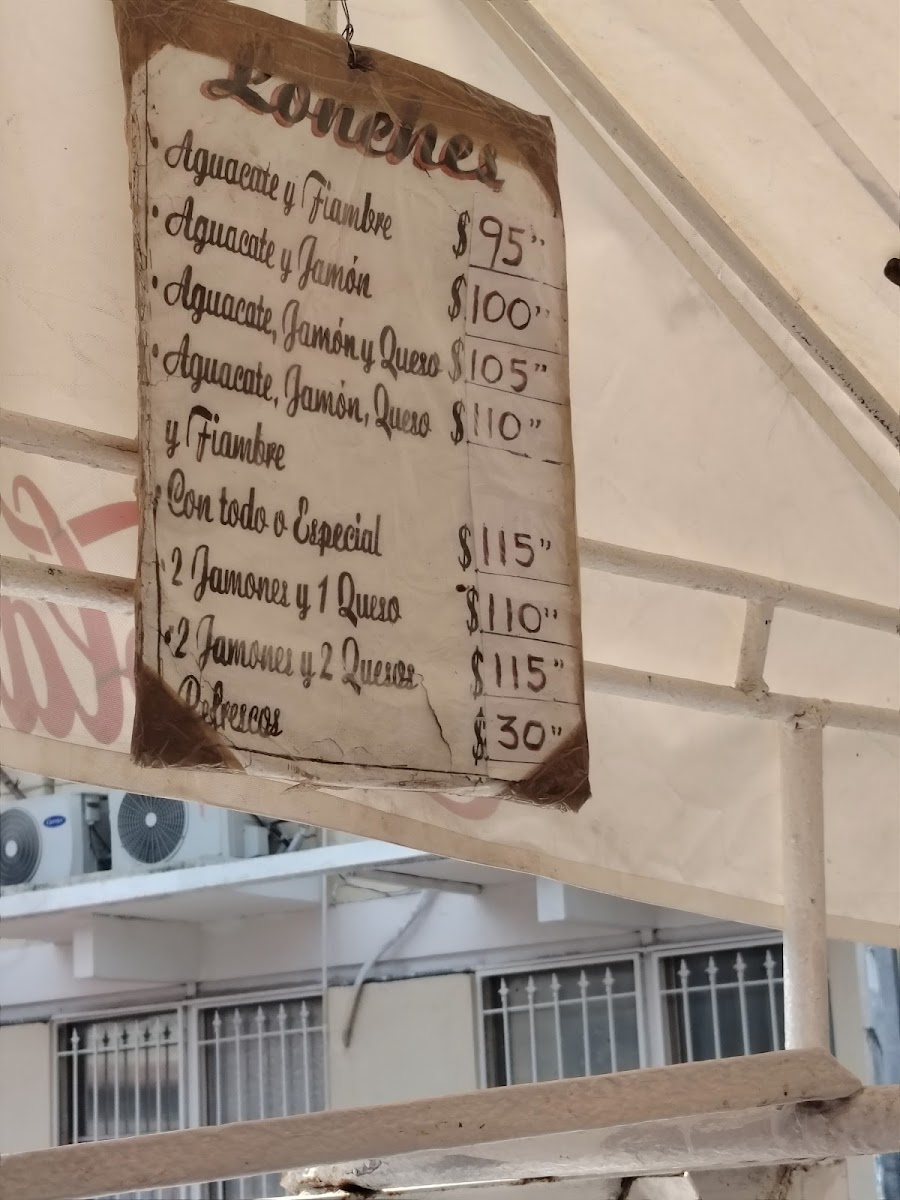 Lonches
• Aguacate y Fiambre $ 95"
• Aguacate y Jamón $ 100"
• Aguacate, Jamón y Queso $ 105"
• Aguacate, Jamón, Queso $ 110"
y Fiambre
• Con todo o Especial $ 115"
• 2 Jamones y 1 Queso $ 110"
• 2 Jamones y 2 Quesos $ 115"
Refrescos $ 30"
Carrier